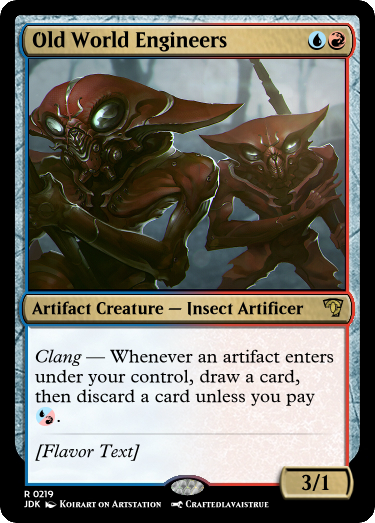 Old World Engineers
Artifact Creature — Insect Artificer
Clang — Whenever an artifact enters
under your control, draw a card,
then discard a card unless you pay
.
[Flavor Text]
3/1
R 0219
JDK Koirart on Artstation Craftedlavaistrue